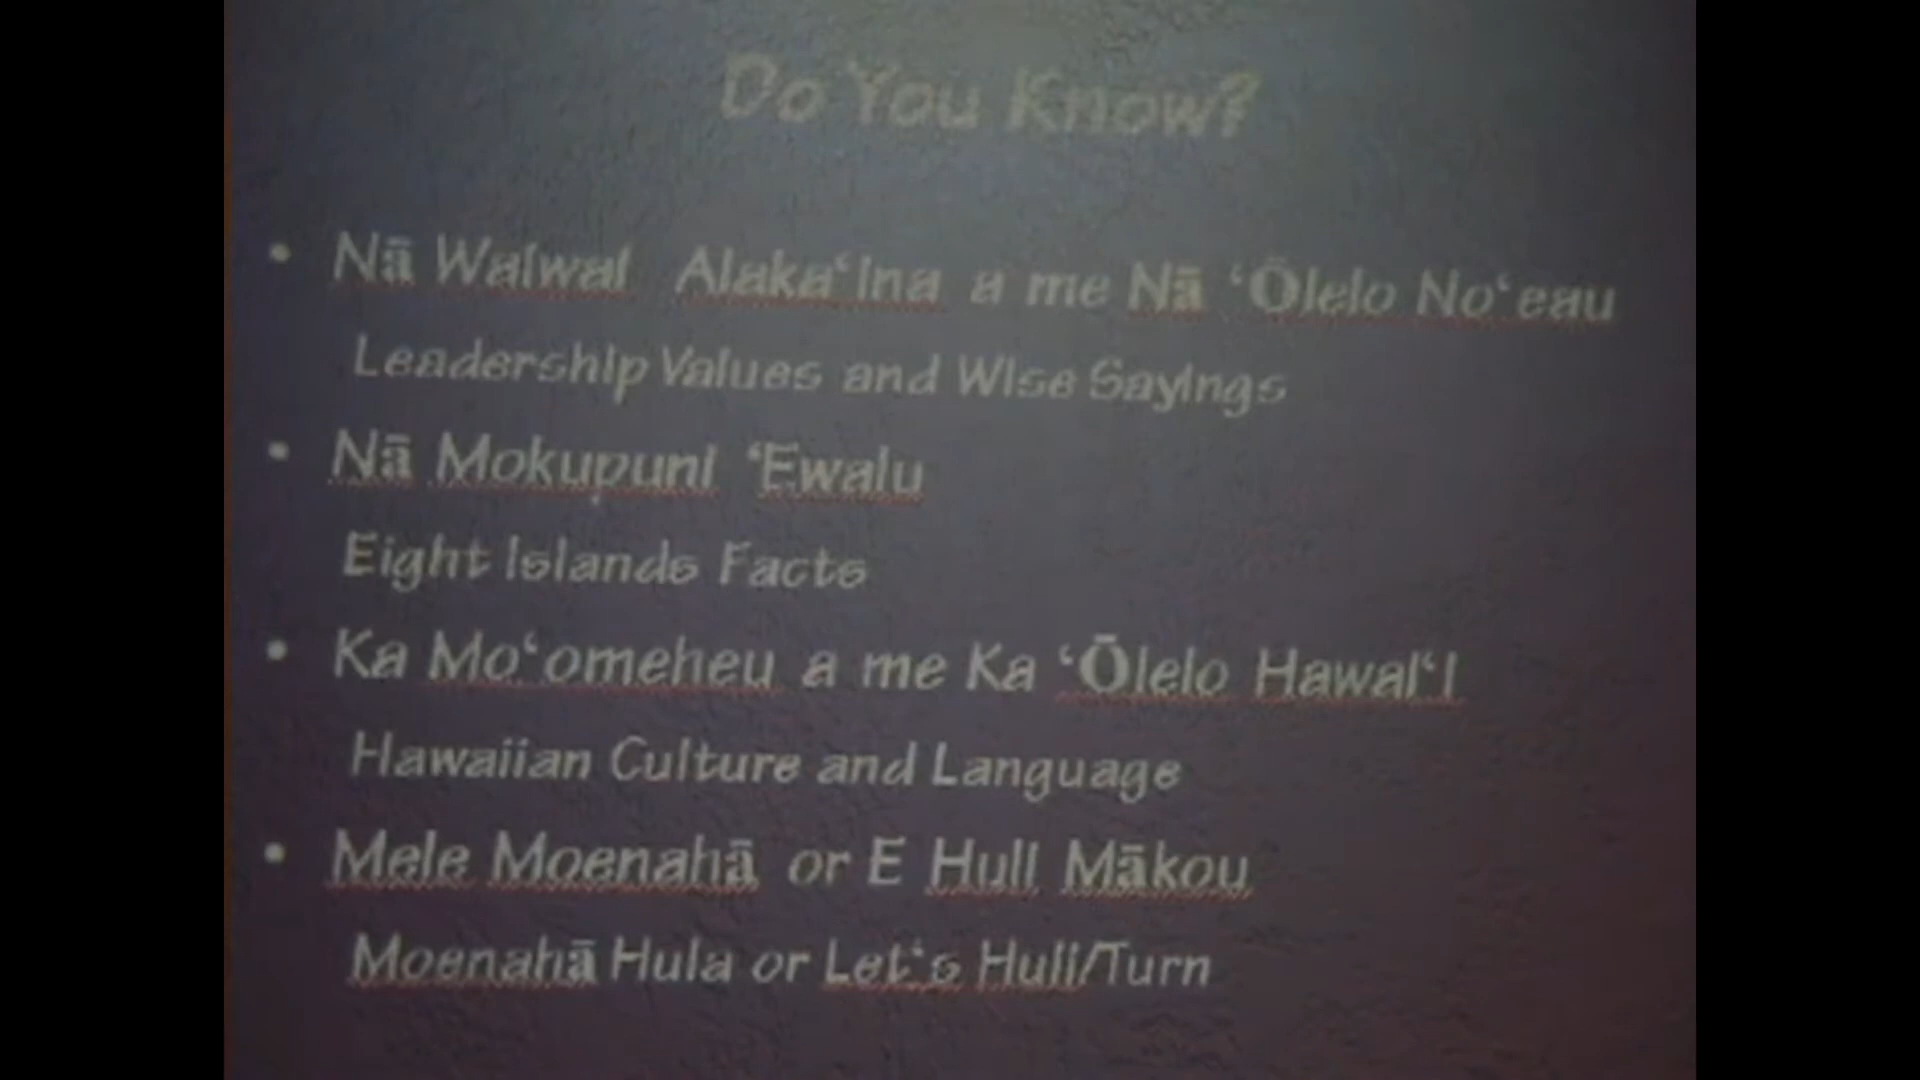 Do You Know?
• Nā Waiwai Alakaʻina a me Nā ʻŌlelo Noʻeau
Leadership Values and Wise Sayings
• Nā Mokupuni ʻEwalu
Eight Islands Facts
• Ka Moʻomeheu a me Ka ʻŌlelo Hawaiʻi
Hawaiian Culture and Language
• Mele Moenahā or E Huli Mākou
Moenahā Hula or Letʻs Huli/Turn